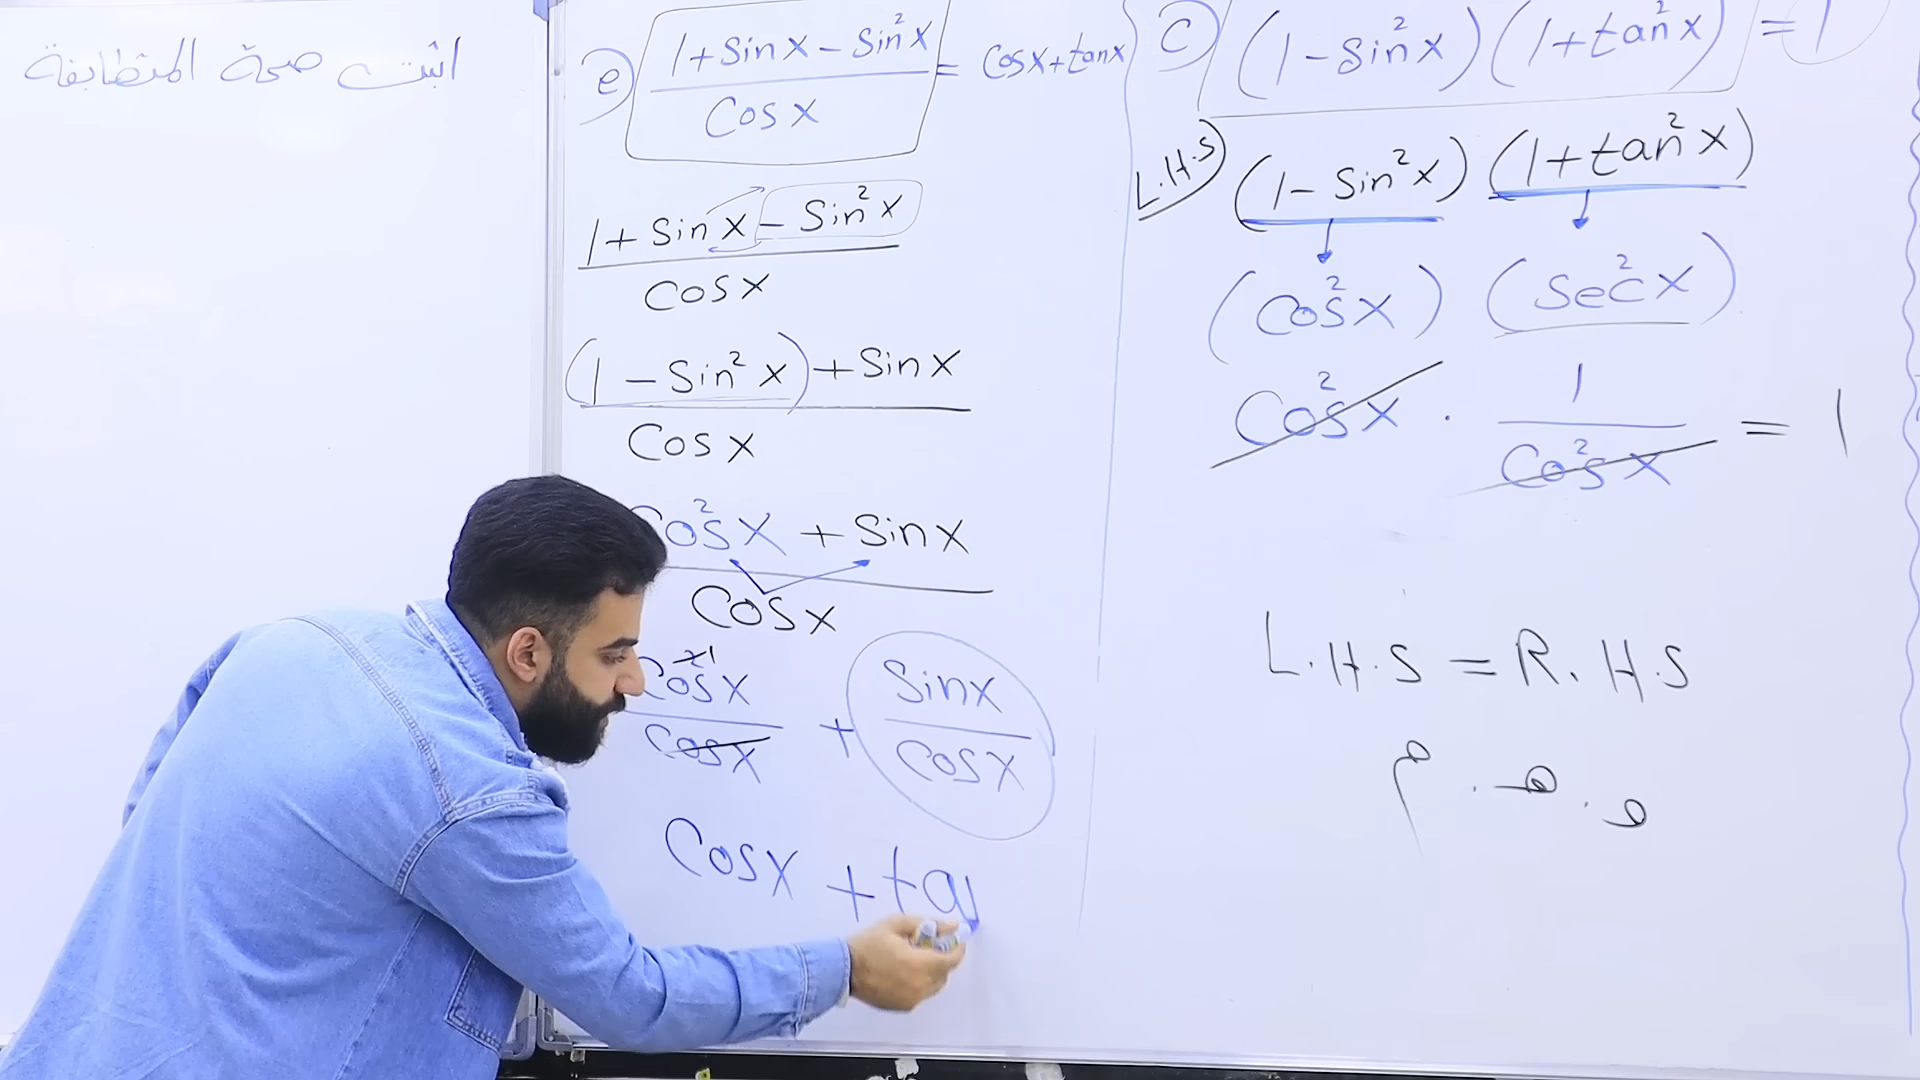 اثبت صحة المتطابقة
e) (1 + Sin x − Sin² x) / Cos x = Cos x + tan x
(1 + Sin x − Sin² x) / Cos x
((1 − Sin² x) + Sin x) / Cos x
(Cos² x + Sin x) / Cos x
Cos² 1 x / Cos x + Sin x / Cos x
Cos x + ta
c) (1 − Sin² x) (1 + tan² x) = 1
L.H.S (1 − Sin² x) (1 + tan² x)
(Cos² x) (Sec² x)
Cos² x · 1 / Cos² x = 1
L.H.S = R.H.S
و . هـ . م